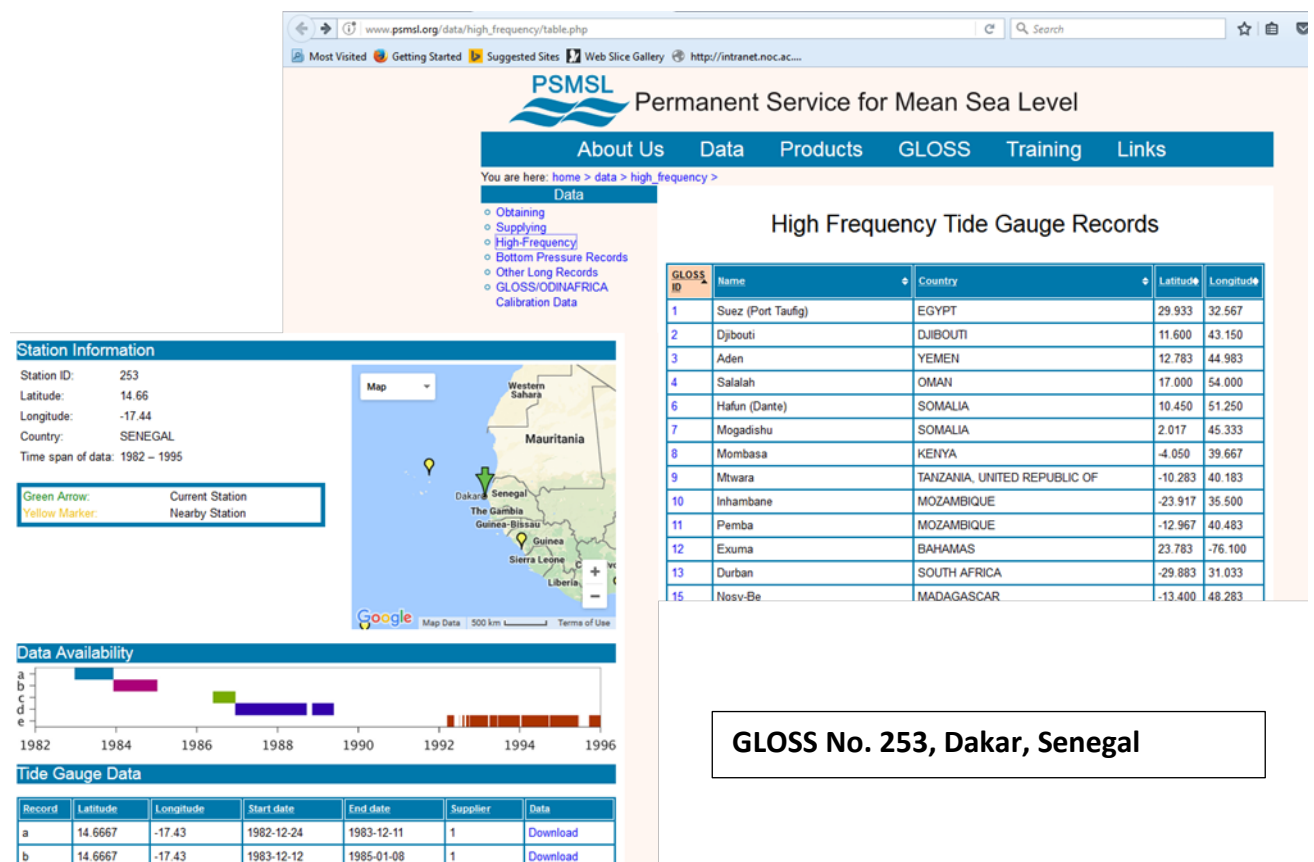 www.psmsl.org/data/high_frequency/table.php
Search
Most Visited Getting Started Suggested Sites Web Slice Gallery http://intranet.noc.ac....
PSMSL
Permanent Service for Mean Sea Level
About Us Data Products GLOSS Training Links
You are here: home > data > high_frequency >
Data
Obtaining
Supplying
High-Frequency
Bottom Pressure Records
Other Long Records
GLOSS/ODINAFRICA
Calibration Data
High Frequency Tide Gauge Records
GLOSS ID Name Country Latitude Longitude
1 Suez (Port Taufig) EGYPT 29.933 32.567
2 Djibouti DJIBOUTI 11.600 43.150
3 Aden YEMEN 12.783 44.983
4 Salalah OMAN 17.000 54.000
6 Hafun (Dante) SOMALIA 10.450 51.250
7 Mogadishu SOMALIA 2.017 45.333
8 Mombasa KENYA -4.050 39.667
9 Mtwara TANZANIA, UNITED REPUBLIC OF -10.283 40.183
10 Inhambane MOZAMBIQUE -23.917 35.500
11 Pemba MOZAMBIQUE -12.967 40.483
12 Exuma BAHAMAS 23.783 -76.100
13 Durban SOUTH AFRICA -29.883 31.033
15 Nosy-Be MADAGASCAR -13.400 48.283
Station Information
Station ID: 253
Latitude: 14.66
Longitude: -17.44
Country: SENEGAL
Time span of data: 1982 – 1995
Green Arrow: Current Station
Yellow Marker: Nearby Station
Map
Western
Sahara
Mauritania
Dakar Senegal
The Gambia
Guinea-Bissau
Guinea
Sierra Leone
Liberia
+
−
Google Map Data 500 km Terms of Use
Data Availability
a
b
c
d
e
1982 1984 1986 1988 1990 1992 1994 1996
Tide Gauge Data
Record Latitude Longitude Start date End date Supplier Data
a 14.6667 -17.43 1982-12-24 1983-12-11 1 Download
b 14.6667 -17.43 1983-12-12 1985-01-08 1 Download
GLOSS No. 253, Dakar, Senegal